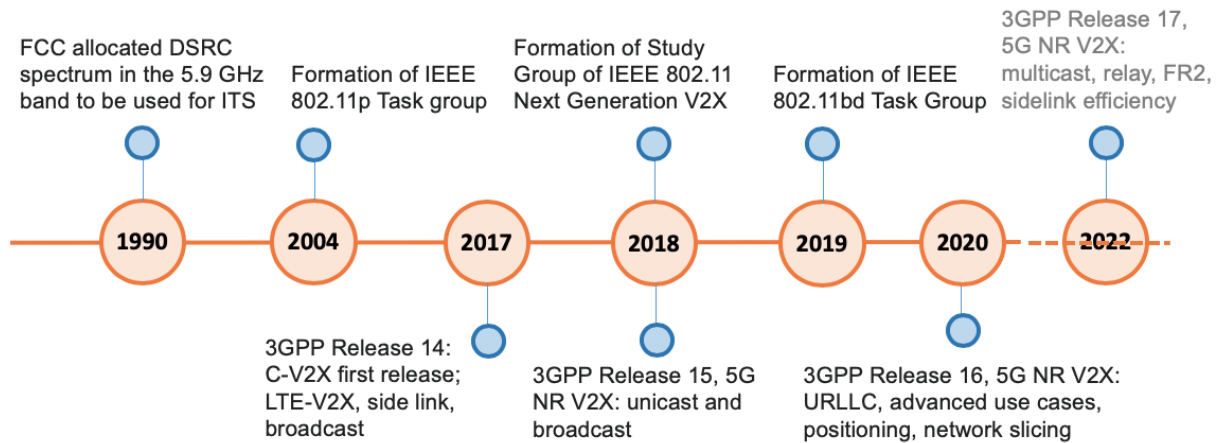 FCC allocated DSRC
spectrum in the 5.9 GHz
band to be used for ITS
Formation of IEEE
802.11p Task group
Formation of Study
Group of IEEE 802.11
Next Generation V2X
Formation of IEEE
802.11bd Task Group
3GPP Release 17,
5G NR V2X:
multicast, relay, FR2,
sidelink efficiency
1990
2004
2017
2018
2019
2020
2022
3GPP Release 14:
C-V2X first release;
LTE-V2X, side link,
broadcast
3GPP Release 15, 5G
NR V2X: unicast and
broadcast
3GPP Release 16, 5G NR V2X:
URLLC, advanced use cases,
positioning, network slicing